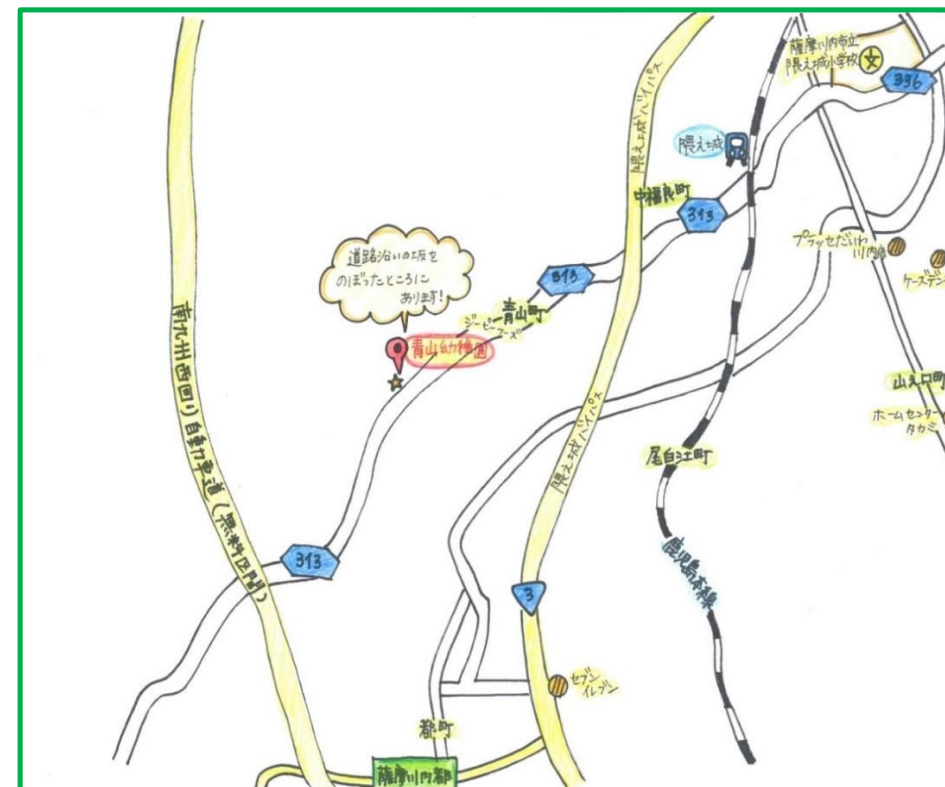 薩摩川内市立
隈之城小学校
文
336
隈之城バイパス
隈之城
中福良町
313
プラッセだいわ
川内店
ケーズデン
道路沿いの坂を
のぼったところに
あります!
313
青山町
ジーピーフーズ
青山幼稚園
山之口町
ホームセンター
タカミ
南九州西回り自動車道(無料区間)
隈之城バイパス
尾白江町
鹿児島本線
313
3
セブン
イレブン
都町
薩摩川内都